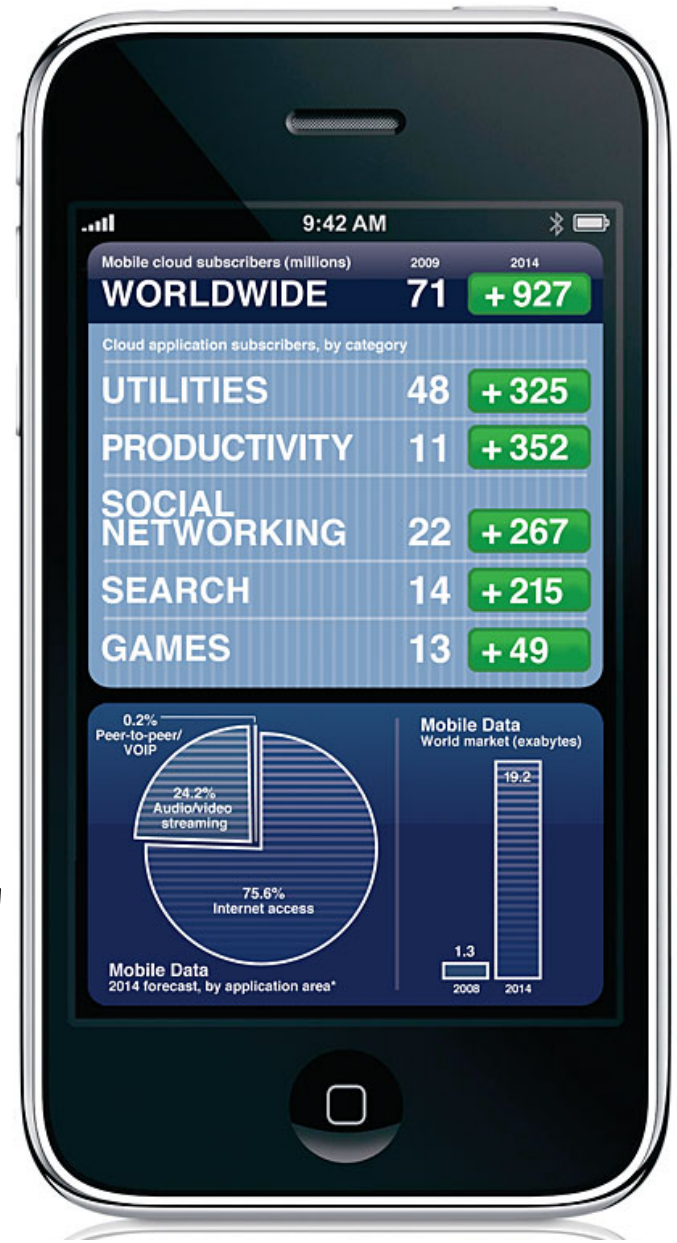 9:42 AM
Mobile cloud subscribers (millions) 2009 2014
WORLDWIDE 71 +927
Cloud application subscribers, by category
UTILITIES 48 +325
PRODUCTIVITY 11 +352
SOCIAL
NETWORKING 22 +267
SEARCH 14 +215
GAMES 13 +49
0.2%
Peer-to-peer/
VOIP
24.2%
Audio/video
streaming
75.6%
Internet access
Mobile Data
2014 forecast, by application area*
Mobile Data
World market (exabytes)
19.2
1.3
2008 2014